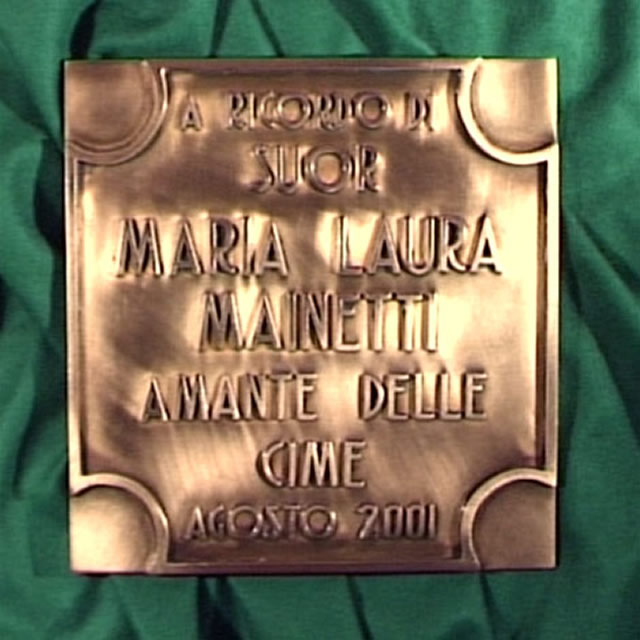 A RICORDO DI
SUOR
MARIA LAURA
MAINETTI
AMANTE DELLE
CIME
AGOSTO 2001